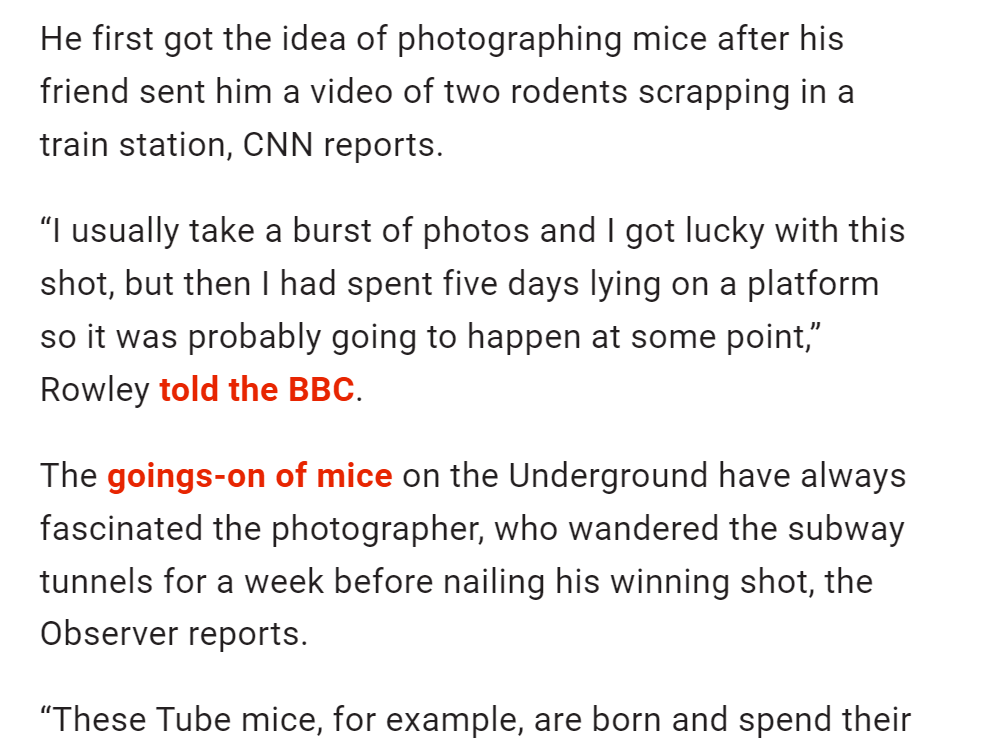 He first got the idea of photographing mice after his
friend sent him a video of two rodents scrapping in a
train station, CNN reports.
“I usually take a burst of photos and I got lucky with this
shot, but then I had spent five days lying on a platform
so it was probably going to happen at some point,”
Rowley told the BBC.
The goings-on of mice on the Underground have always
fascinated the photographer, who wandered the subway
tunnels for a week before nailing his winning shot, the
Observer reports.
“These Tube mice, for example, are born and spend their